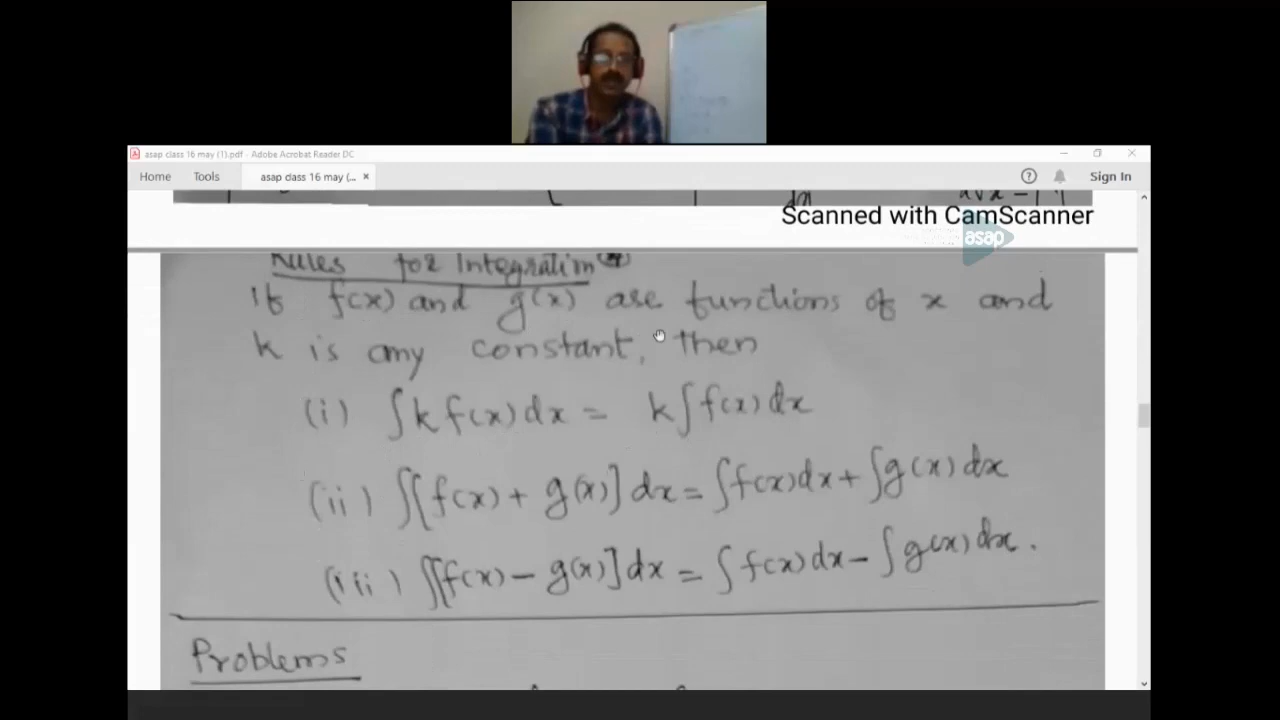 asap class 16 may (1).pdf - Adobe Acrobat Reader DC
Home Tools asap class 16 may (... × Sign In
Scanned with CamScanner
asap
Rules for Integration
If f(x) and g(x) are functions of x and
k is any constant, then
(i) ∫k f(x) dx = k∫f(x) dx
(ii) ∫[f(x) + g(x)] dx = ∫f(x)dx + ∫g(x) dx
(iii) ∫[f(x) - g(x)] dx = ∫f(x) dx - ∫g(x) dx.
Problems